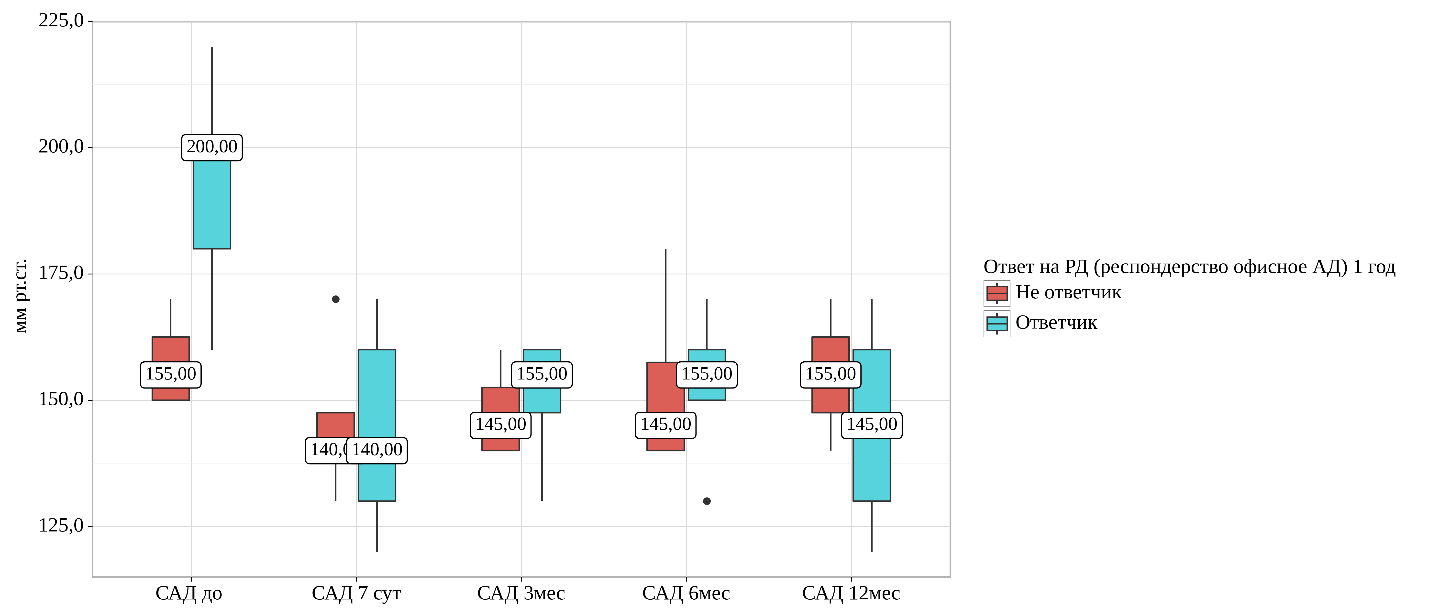 225,0
200,0
175,0
150,0
125,0
мм рт.ст.
200,00
155,00
140,00
155,00
145,00
155,00
145,00
155,00
145,00
САД до
САД 7 сут
САД 3мес
САД 6мес
САД 12мес
Ответ на РД (респондерство офисное АД) 1 год
Не ответчик
Ответчик